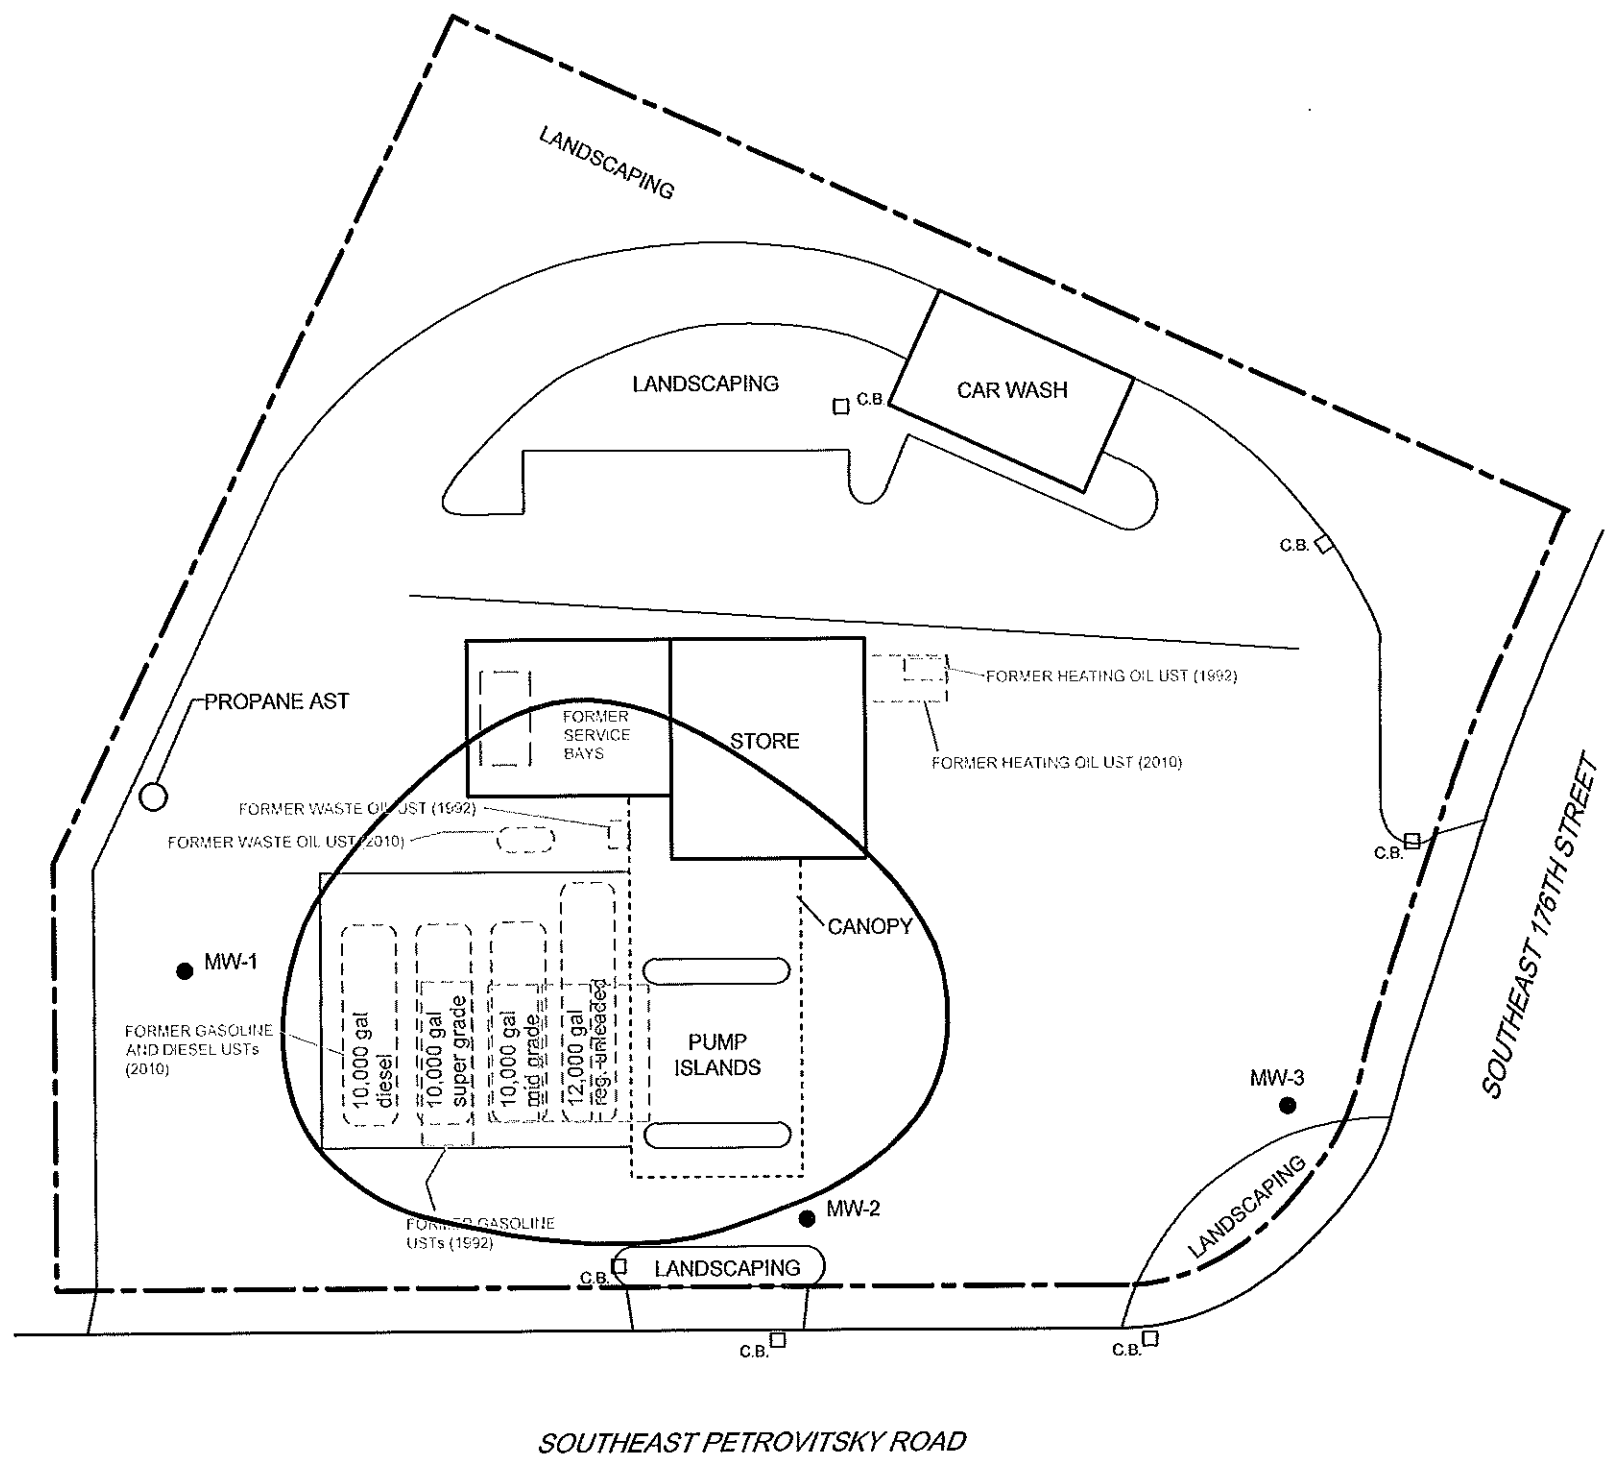 LANDSCAPING
LANDSCAPING
C.B.
CAR WASH
C.B.
PROPANE AST
FORMER
SERVICE
BAYS
STORE
FORMER HEATING OIL UST (1992)
FORMER HEATING OIL UST (2010)
FORMER WASTE OIL UST (1992)
FORMER WASTE OIL UST (2010)
C.B.
CANOPY
MW-1
FORMER GASOLINE
AND DIESEL USTs
(2010)
10,000 gal
diesel
10,000 gal
super grade
10,000 gal
mid grade
12,000 gal
reg. unleaded
PUMP
ISLANDS
MW-3
SOUTHEAST 176TH STREET
LANDSCAPING
MW-2
FORMER GASOLINE
USTs (1992)
C.B.
LANDSCAPING
C.B.
C.B.
SOUTHEAST PETROVITSKY ROAD